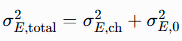 σ²_{E,total} = σ²_{E,ch} + σ²_{E,0}